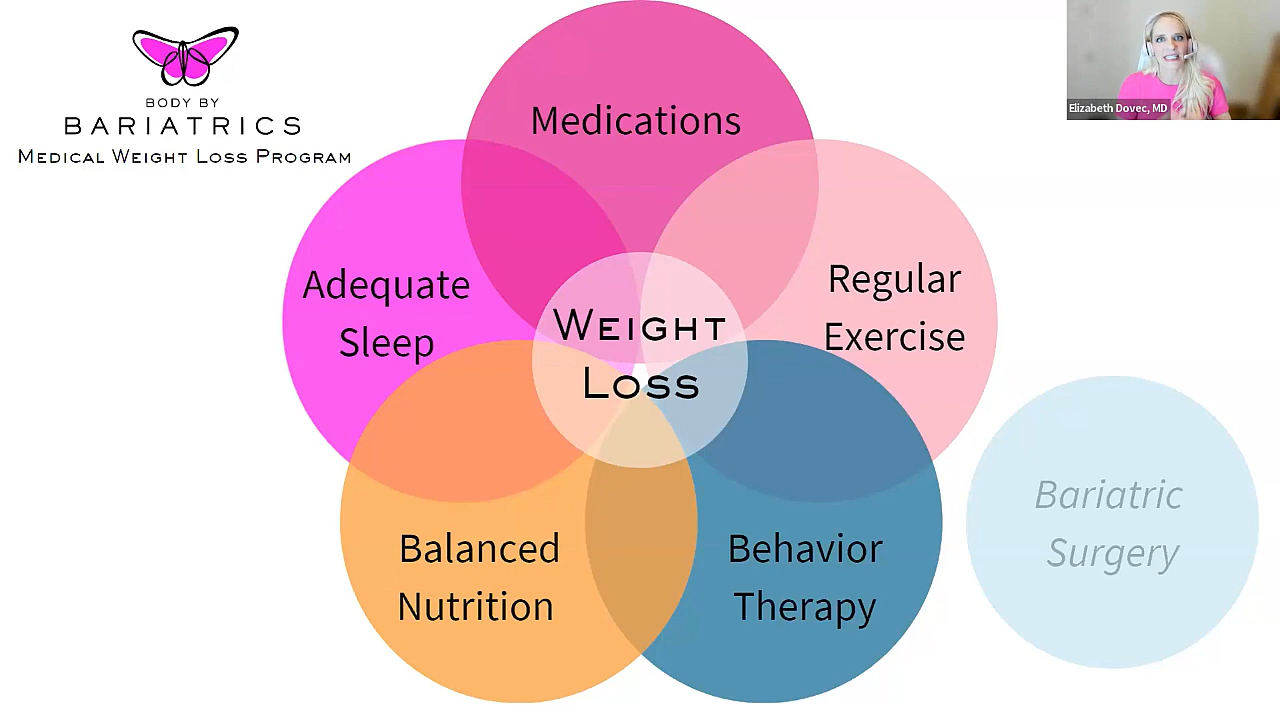 BODY BY
BARIATRICS
MEDICAL WEIGHT LOSS PROGRAM
Elizabeth Dovec, MD
Medications
Adequate
Sleep
Regular
Exercise
WEIGHT
LOSS
Balanced
Nutrition
Behavior
Therapy
Bariatric
Surgery